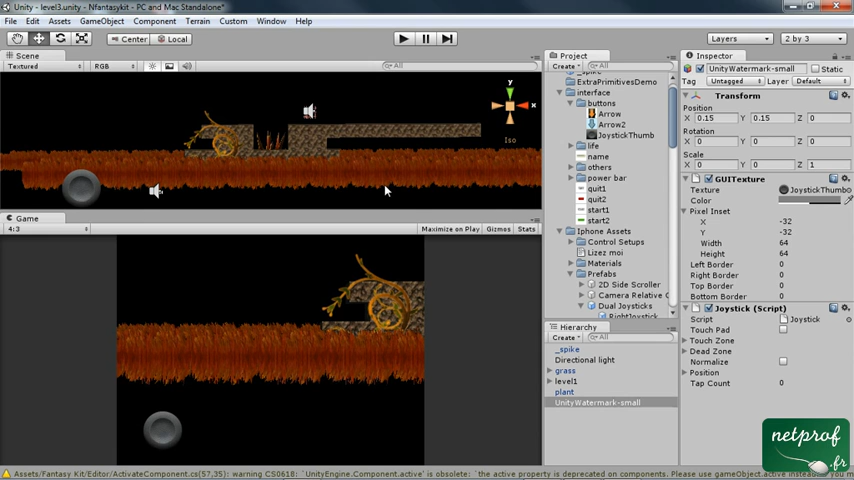 Unity - level3.unity - Nfantasykit - PC and Mac Standalone*
File Edit Assets GameObject Component Terrain Custom Window Help
Center Local Layers 2 by 3
Scene
Textured RGB All
y
x
Iso
Game
4:3 Maximize on Play Gizmos Stats
Project
Create All
_spike
ExtraPrimitivesDemo
interface
buttons
Arrow
Arrow2
JoystickThumb
life
name
others
power bar
quit1
quit2
start1
start2
Iphone Assets
Control Setups
Lizez moi
Materials
Prefabs
2D Side Scroller
Camera Relative
Dual Joysticks
RightJoystick
Hierarchy
Create All
_spike
Directional light
grass
level1
plant
UnityWatermark-small
Inspector
UnityWatermark-small Static
Tag Untagged Layer Default
Transform
Position
X 0.15 Y 0.15 Z 0
Rotation
X 0 Y 0 Z 0
Scale
X 0 Y 0 Z 1
GUITexture
Texture JoystickThumb
Color
Pixel Inset
X -32
Y -32
Width 64
Height 64
Left Border 0
Right Border 0
Top Border 0
Bottom Border 0
Joystick (Script)
Script Joystick
Touch Pad
Touch Zone
Dead Zone
Normalize
Position
Tap Count 0
netprof
.fr
Assets/Fantasy Kit/Editor/ActivateComponent.cs(57,35): warning CS0618: `UnityEngine.Component.active' is obsolete: `the active property is deprecated on components. Please use gameObject.active instead